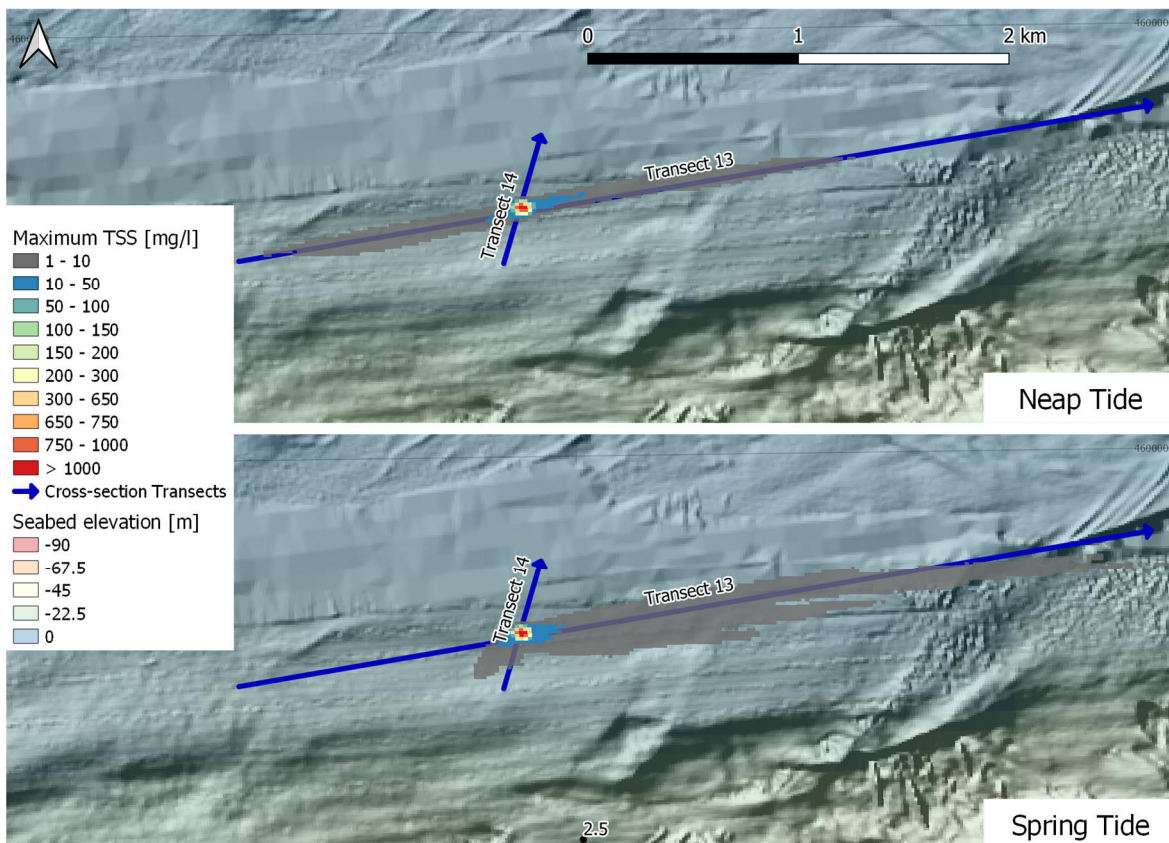 460
460000
0
1
2 km
Transect 13
Transect 14
Maximum TSS [mg/l]
1 - 10
10 - 50
50 - 100
100 - 150
150 - 200
200 - 300
300 - 650
650 - 750
750 - 1000
> 1000
Cross-section Transects
Seabed elevation [m]
-90
-67.5
-45
-22.5
0
Neap Tide
460000
Transect 13
Transect 14
2.5
Spring Tide